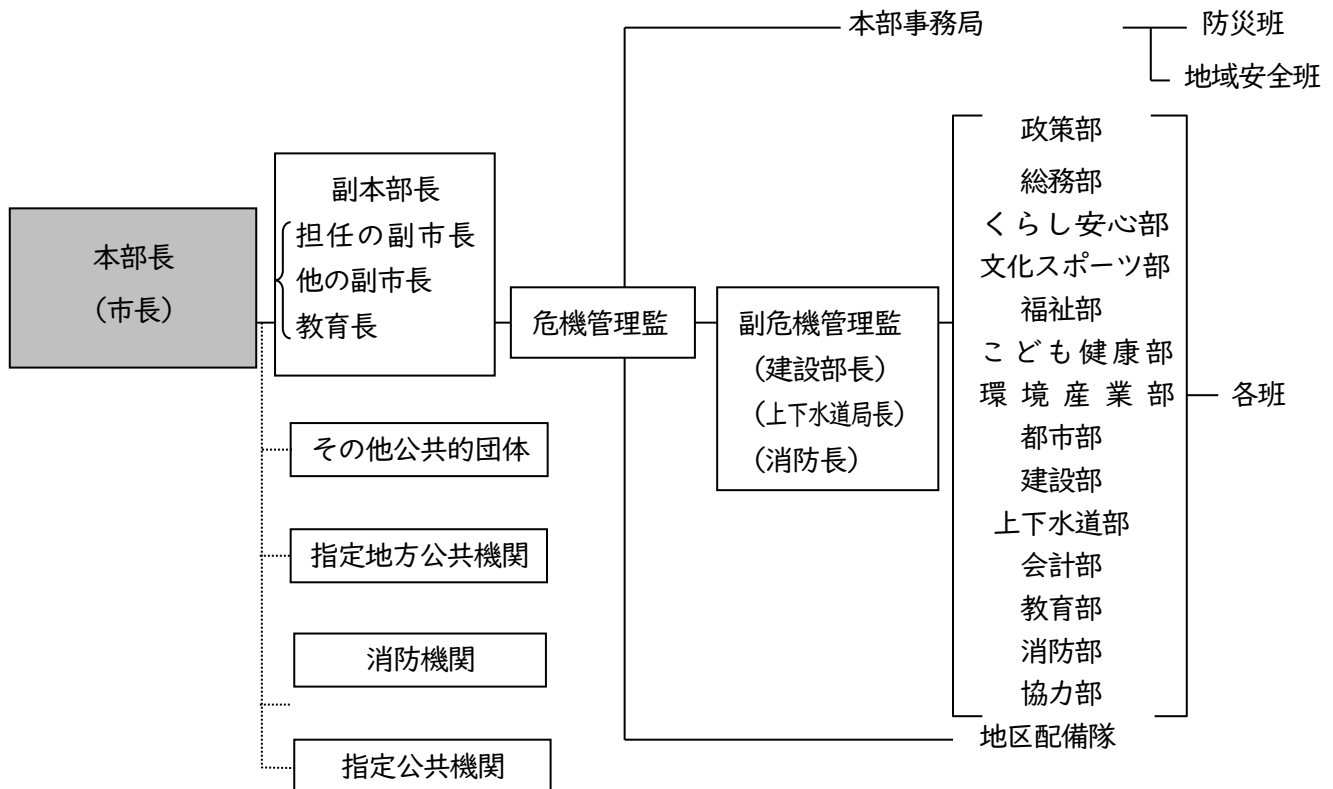 本部事務局
防災班
地域安全班
本部長
(市長)
副本部長
担任の副市長
他の副市長
教育長
危機管理監
副危機管理監
(建設部長)
(上下水道局長)
(消防長)
政策部
総務部
くらし安心部
文化スポーツ部
福祉部
こども健康部
環境産業部
都市部
建設部
上下水道部
会計部
教育部
消防部
協力部
各班
地区配備隊
その他公共的団体
指定地方公共機関
消防機関
指定公共機関